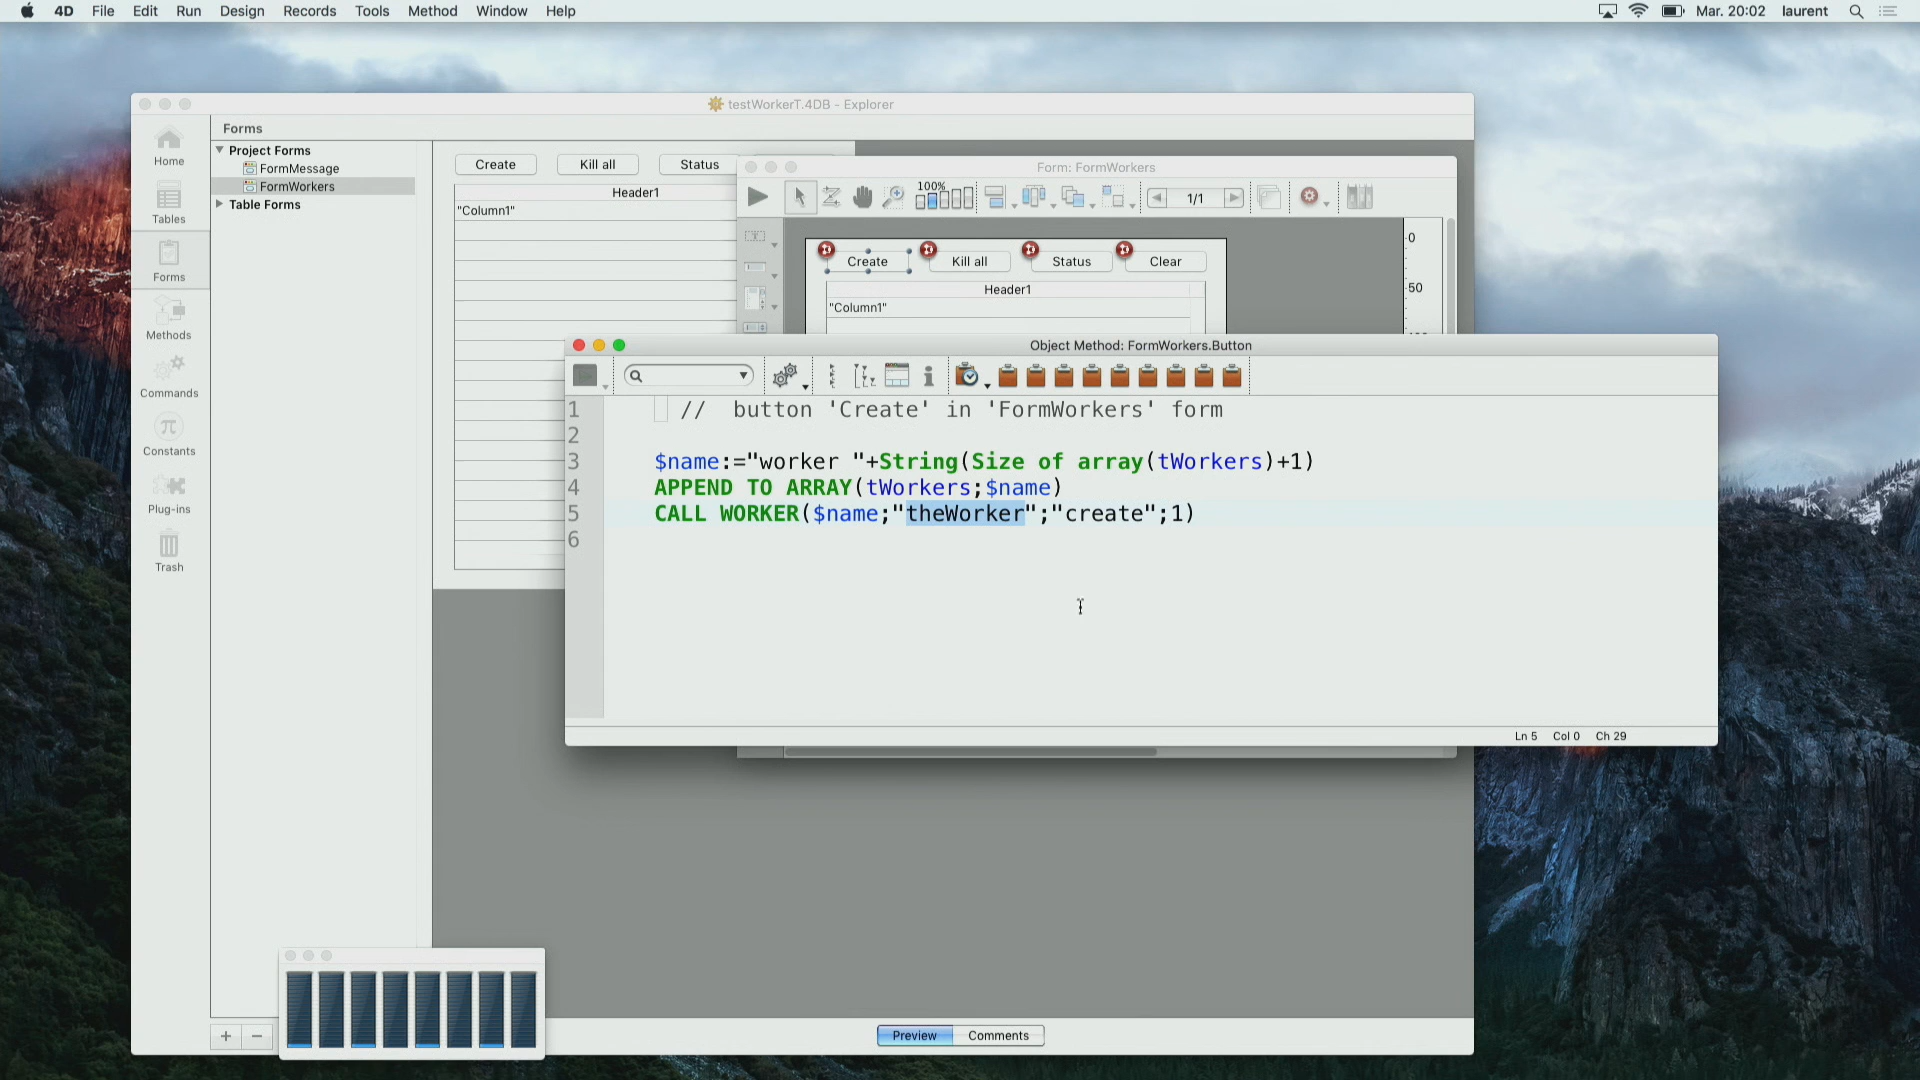 4D File Edit Run Design Records Tools Method Window Help
Mar. 20:02 laurent
testWorkerT.4DB - Explorer
Home
Tables
Forms
Methods
Commands
Constants
Plug-ins
Trash
Forms
Project Forms
FormMessage
FormWorkers
Table Forms
Create Kill all Status
Header1
"Column1"
Form: FormWorkers
100%
1/1
Create Kill all Status Clear
Header1
"Column1"
0
50
Object Method: FormWorkers.Button
1 // button 'Create' in 'FormWorkers' form
2
3 $name:="worker "+String(Size of array(tWorkers)+1)
4 APPEND TO ARRAY(tWorkers;$name)
5 CALL WORKER($name;"theWorker";"create";1)
6
Ln 5 Col 0 Ch 29
Preview Comments